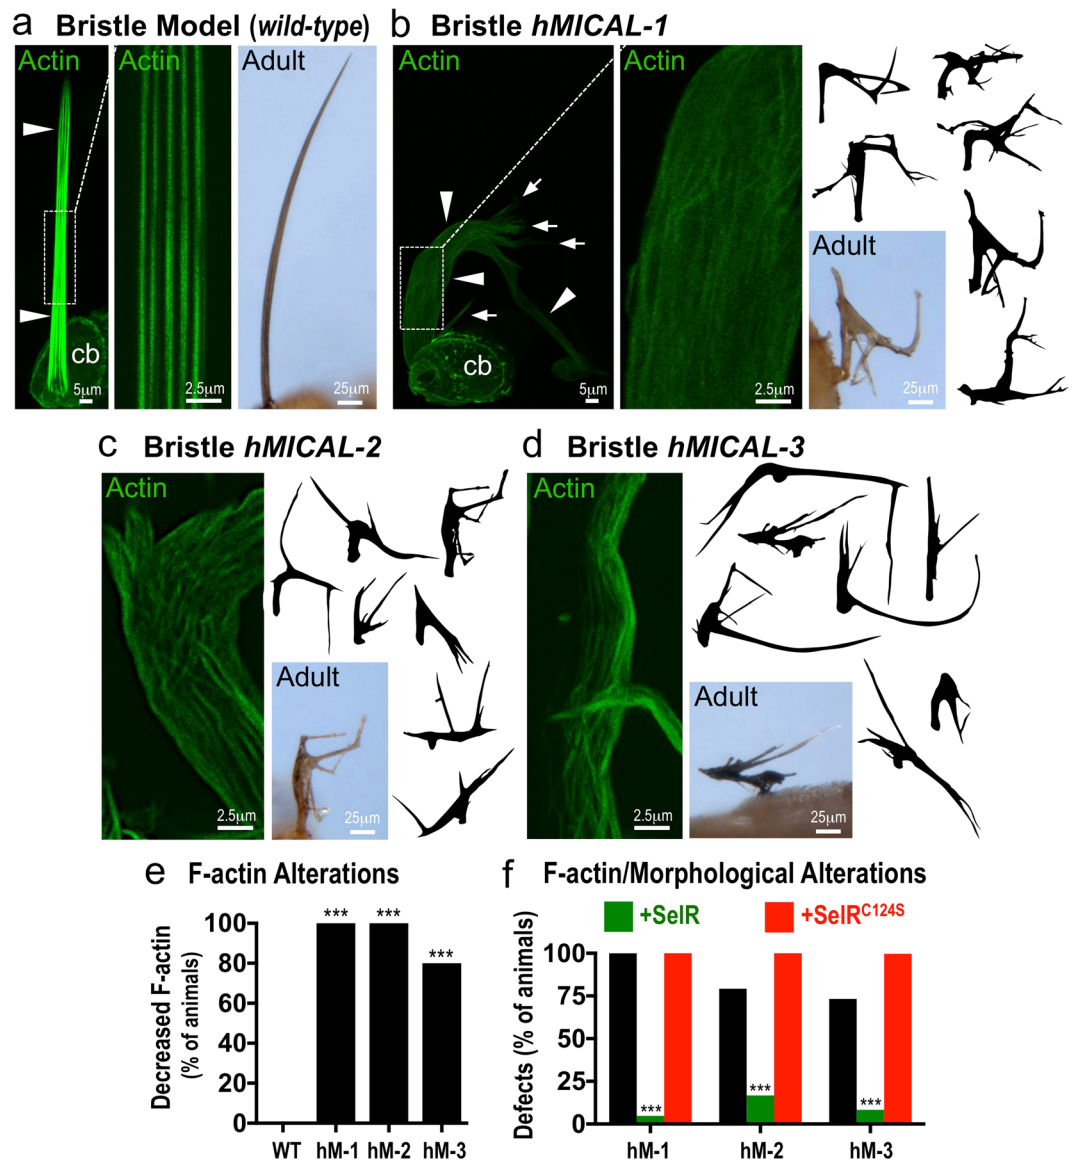 a Bristle Model (wild-type)
Actin
Actin
Adult
cb
5μm
2.5μm
25μm
b Bristle hMICAL-1
Actin
Actin
cb
5μm
2.5μm
Adult
25μm
c Bristle hMICAL-2
Actin
2.5μm
Adult
25μm
d Bristle hMICAL-3
Actin
2.5μm
Adult
25μm
e F-actin Alterations
Decreased F-actin
(% of animals)
100
80
60
40
20
0
***
***
***
WT
hM-1
hM-2
hM-3
f F-actin/Morphological Alterations
+SelR
+SelRC124S
Defects (% of animals)
100
75
50
25
0
***
***
***
hM-1
hM-2
hM-3